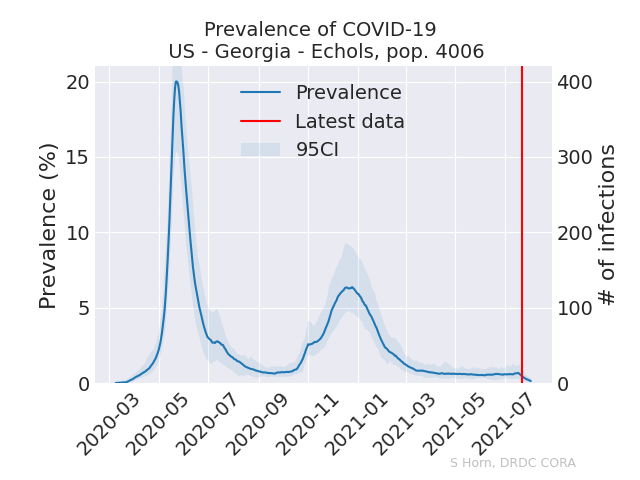 Prevalence of COVID-19
US - Georgia - Echols, pop. 4006
Prevalence
Latest data
95CI
Prevalence (%)
20
15
10
5
0
# of infections
400
300
200
100
0
2020-03
2020-05
2020-07
2020-09
2020-11
2021-01
2021-03
2021-05
2021-07
S Horn, DRDC CORA